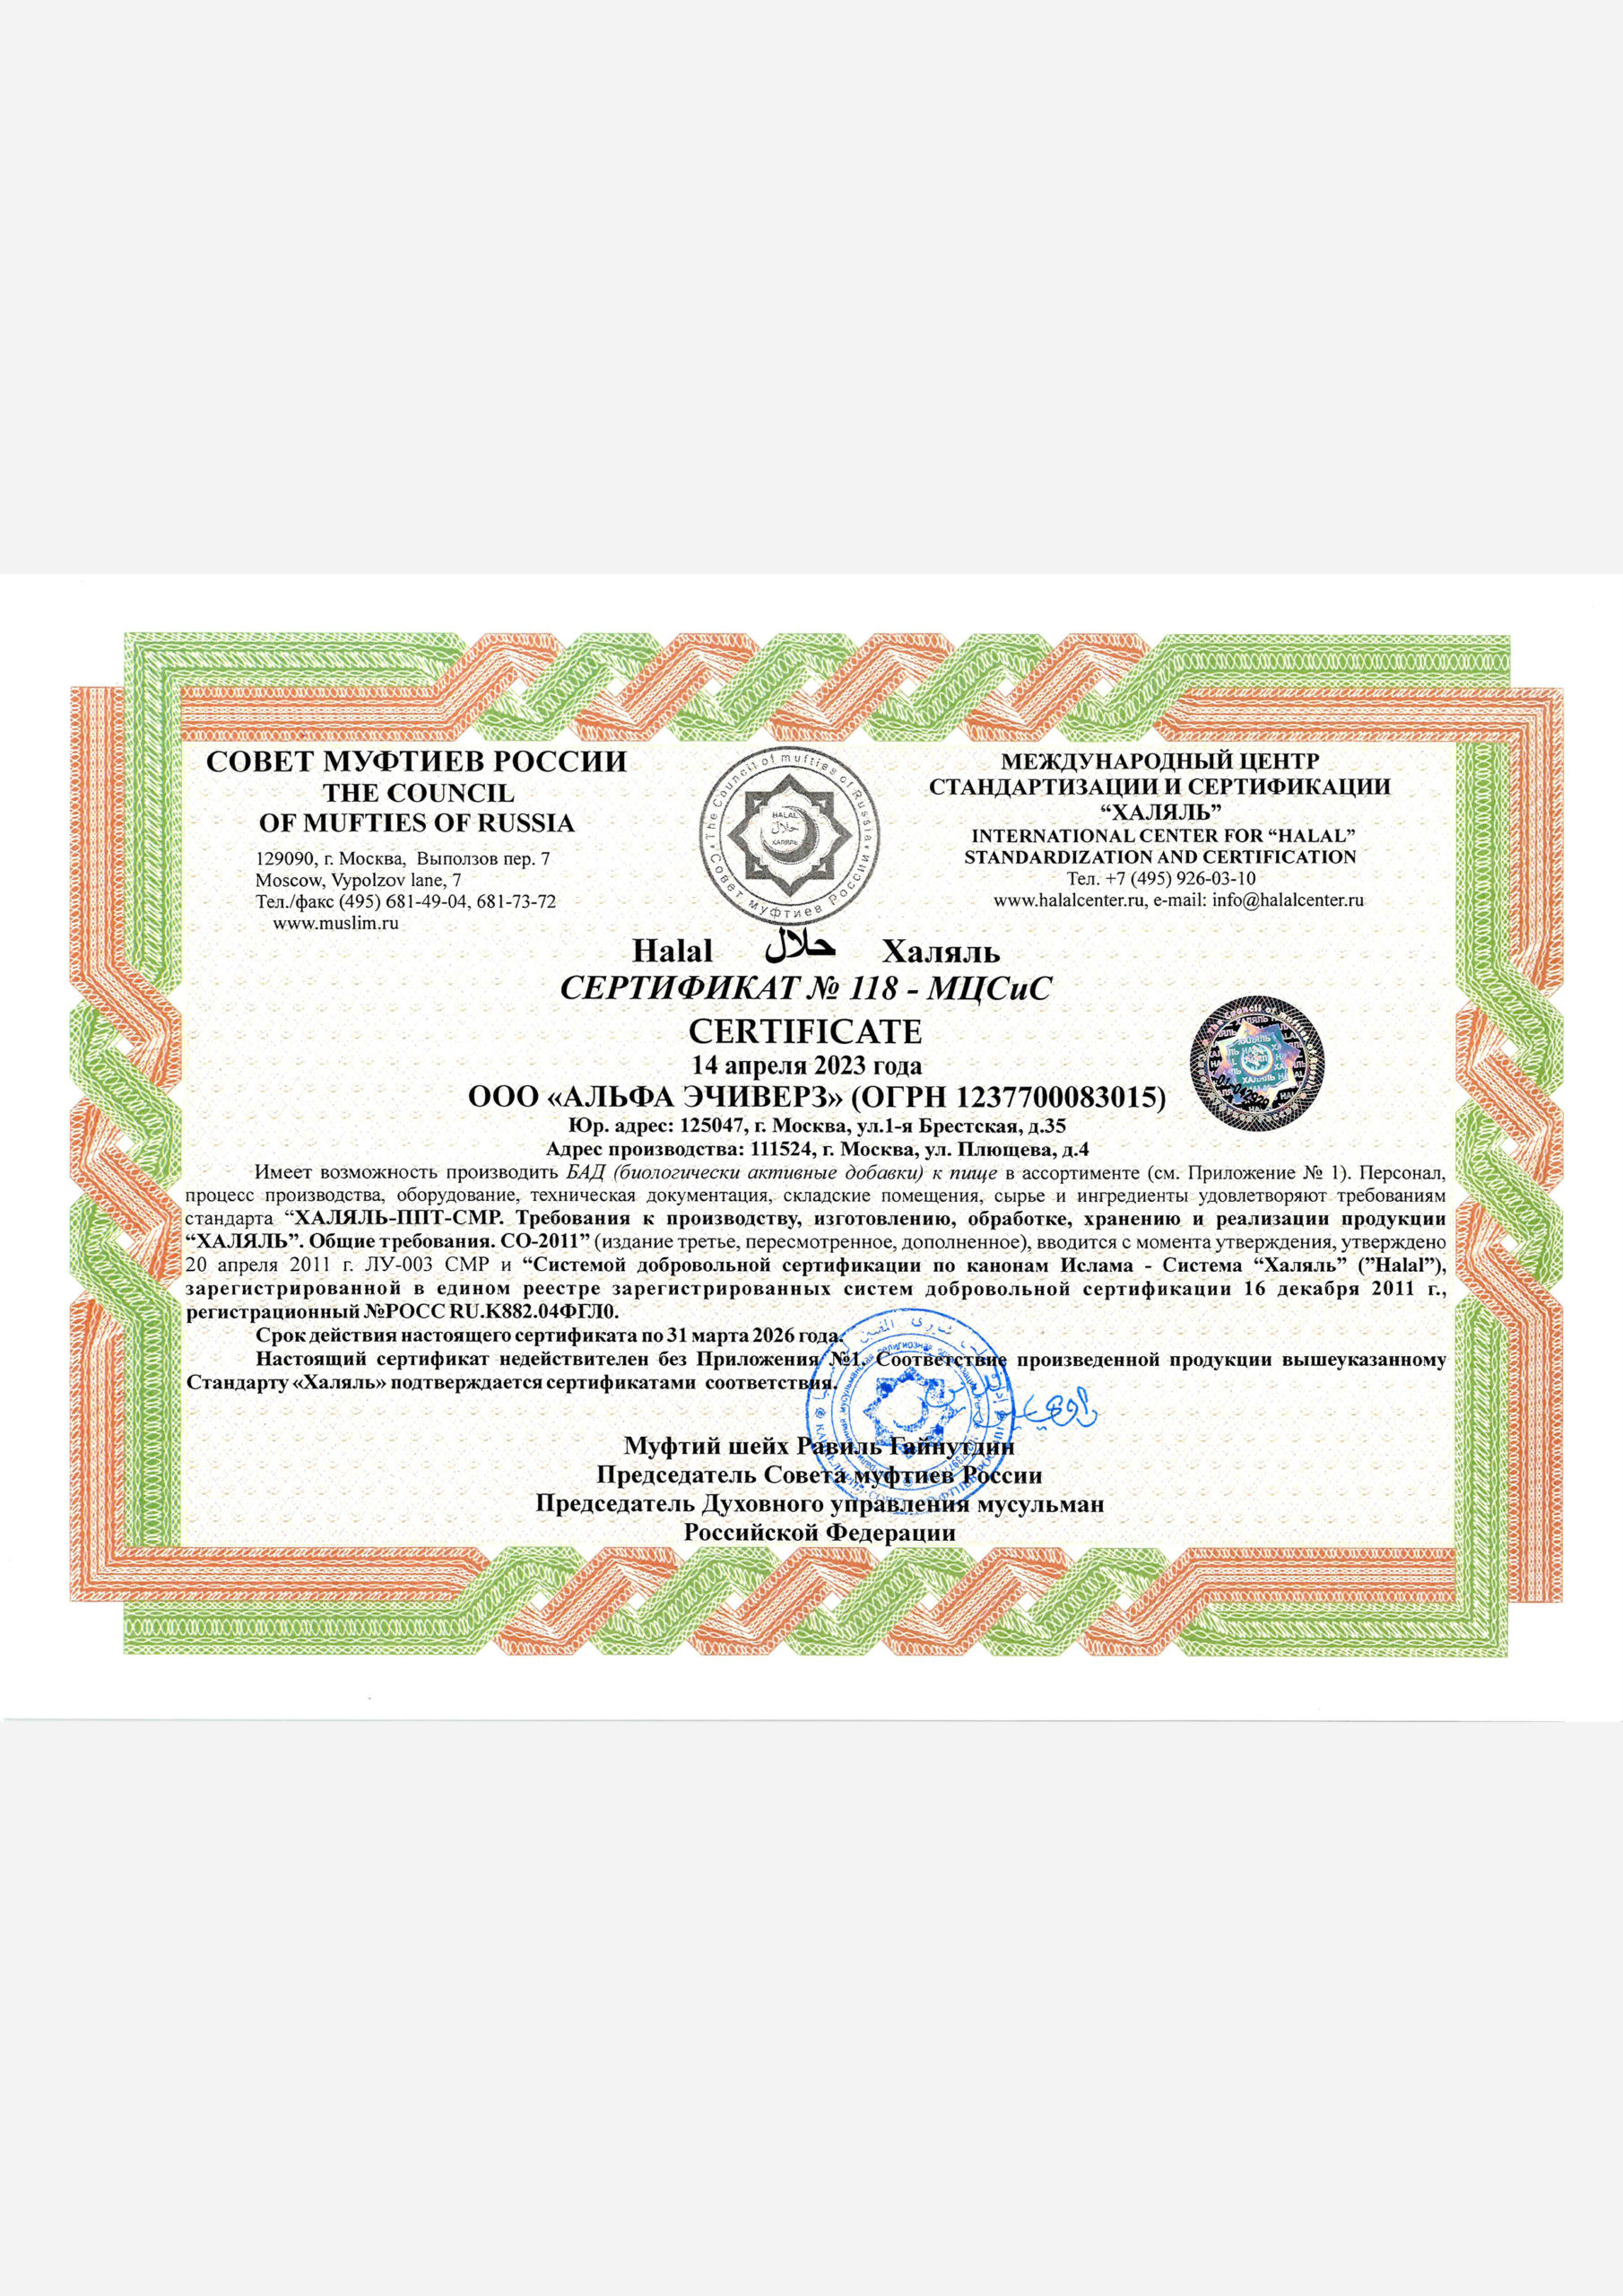 СОВЕТ МУФТИЕВ РОССИИ
THE COUNCIL
OF MUFTIES OF RUSSIA
129090, г. Москва, Выползов пер. 7
Moscow, Vypolzov lane, 7
Тел./факс (495) 681-49-04, 681-73-72
www.muslim.ru
The Council of mufties of Russia
HALAL
حلال
ХАЛЯЛЬ
Совет муфтиев России
МЕЖДУНАРОДНЫЙ ЦЕНТР
СТАНДАРТИЗАЦИИ И СЕРТИФИКАЦИИ
“ХАЛЯЛЬ”
INTERNATIONAL CENTER FOR “HALAL”
STANDARDIZATION AND CERTIFICATION
Тел. +7 (495) 926-03-10
www.halalcenter.ru, e-mail: info@halalcenter.ru
Halal حلال Халяль
СЕРТИФИКАТ № 118 - МЦСиС
CERTIFICATE
14 апреля 2023 года
ООО «АЛЬФА ЭЧИВЕРЗ» (ОГРН 1237700083015)
Юр. адрес: 125047, г. Москва, ул.1-я Брестская, д.35
Адрес производства: 111524, г. Москва, ул. Плющева, д.4
Имеет возможность производить БАД (биологически активные добавки) к пище в ассортименте (см. Приложение № 1). Персонал,
процесс производства, оборудование, техническая документация, складские помещения, сырье и ингредиенты удовлетворяют требованиям
стандарта “ХАЛЯЛЬ-ППТ-СМР. Требования к производству, изготовлению, обработке, хранению и реализации продукции
“ХАЛЯЛЬ”. Общие требования. СО-2011” (издание третье, пересмотренное, дополненное), вводится с момента утверждения, утверждено
20 апреля 2011 г. ЛУ-003 СМР и “Системой добровольной сертификации по канонам Ислама - Система “Халяль” (”Halal”),
зарегистрированной в едином реестре зарегистрированных систем добровольной сертификации 16 декабря 2011 г.,
регистрационный №РОСС RU.К882.04ФГЛ0.
Срок действия настоящего сертификата по 31 марта 2026 года.
Настоящий сертификат недействителен без Приложения №1. Соответствие произведенной продукции вышеуказанному
Стандарту «Халяль» подтверждается сертификатами соответствия.
Муфтий шейх Равиль Гайнутдин
Председатель Совета муфтиев России
Председатель Духовного управления мусульман
Российской Федерации